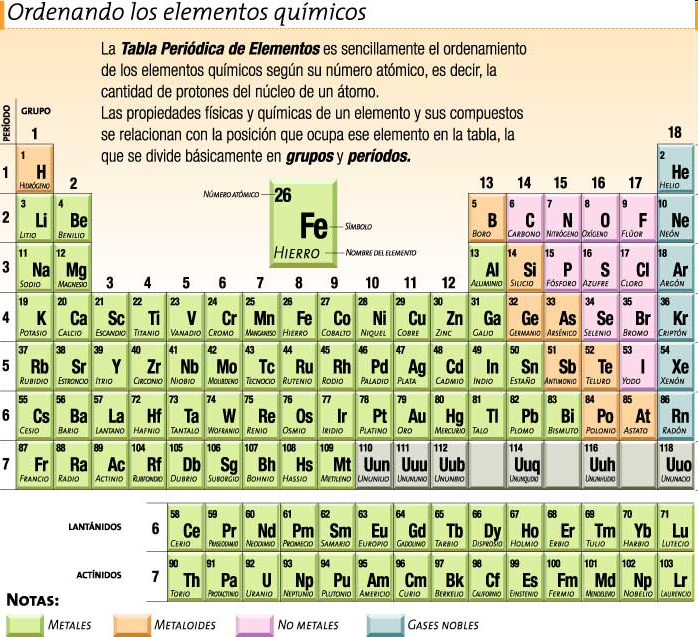 Ordenando los elementos químicos
La Tabla Periódica de Elementos es sencillamente el ordenamiento
de los elementos químicos según su número atómico, es decir, la
cantidad de protones del núcleo de un átomo.
Las propiedades físicas y químicas de un elemento y sus compuestos
se relacionan con la posición que ocupa ese elemento en la tabla, la
que se divide básicamente en grupos y períodos.
PERÍODO GRUPO
1 18
1 2
1 H He
HIDRÓGENO HELIO
2 13 14 15 16 17
NÚMERO ATÓMICO 26
Fe SÍMBOLO
HIERRO NOMBRE DEL ELEMENTO
3 4 5 6 7 8 9 10
2 Li Be B C N O F Ne
LITIO BENILIO BORO CARBONO NITRÓGENO OXÍGENO FLÚOR NEÓN
11 12 13 14 15 16 17 18
3 Na Mg Al Si P S Cl Ar
SODIO MAGNESIO ALUMINIO SILICIO FÓSFORO AZUFRE CLORO ARGÓN
3 4 5 6 7 8 9 10 11 12
19 20 21 22 23 24 25 26 27 28 29 30 31 32 33 34 35 36
4 K Ca Sc Ti V Cr Mn Fe Co Ni Cu Zn Ga Ge As Se Br Kr
POTASIO CALCIO ESCANDIO TITANIO VANADIO CROMO MANGANESO HIERRO COBALTO NIQUEL COBRE ZINC GALIO GERMANIO ARSÉNICO SELENIO BROMO KRIPTÓN
37 38 39 40 41 42 43 44 45 46 47 48 49 50 51 52 53 54
5 Rb Sr Y Zr Nb Mo Tc Ru Rh Pd Ag Cd In Sn Sb Te I Xe
RUBIDIO ESTRONCIO ITRIO CIRCONIO NIOBIO MOLIBDENO TECNOCIO RUTENIO RODIO PALADIO PLATA CADMIO INDIO ESTAÑO ANTIMONIO TELURO YODO XENÓN
55 56 57 72 73 74 75 76 77 78 79 80 81 82 83 84 85 86
6 Cs Ba La Hf Ta W Re Os Ir Pt Au Hg Tl Pb Bi Po At Rn
CESIO BARIO LANTANO HAFNIO TANTALO WOFRANIO RENIO OSMIO IRIDIO PLATINO ORO MERCURIO TALO PLOMO BISMUTO POLONIO ASTATO RADÓN
87 88 89 104 105 106 107 108 109 110 111 112 114 116 118
7 Fr Ra Ac Rf Db Sg Bh Hs Mt Uun Uuu Uub Uuq Uuh Uuo
FRANCIO RADIO ACTINIO DUBRIO SUBORGIO BOHNIO HASSIO METILENO UNUNILIO UNUNUNIO UNUNBIO UNUNQUDIO UNUNHUDIO UNUNOCIO
58 59 60 61 62 63 64 65 66 67 68 69 70 71
LANTÁNIDOS 6 Ce Pr Nd Pm Sm Eu Gd Tb Dy Ho Er Tm Yb Lu
CERIO NEODIMIO PROMECIO SAMARIO EUROPIO GADOLINIO TARBIO DISPROSIO HOLMIO ERBIO TULIO HARBIO LUTECIO
90 91 92 93 94 95 96 97 98 99 100 101 102 103
ACTÍNIDOS 7 Th Pa U Np Pu Am Cm Bk Cf Es Fm Md No Lr
TORIO PROTACTINIO URANIO NEPTUNIO PLUTONIO AMERICIO CURIO BERKELIO CALIFORNIO EINSTENIO FERMIO MENDELEVIO NOBELIO LAURENCIO
NOTAS:
METALES METALOIDES NO METALES GASES NOBLES